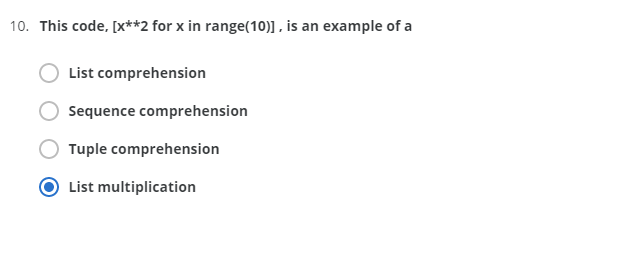 10. This code, [x**2 for x in range(10)] , is an example of a
List comprehension
Sequence comprehension
Tuple comprehension
List multiplication